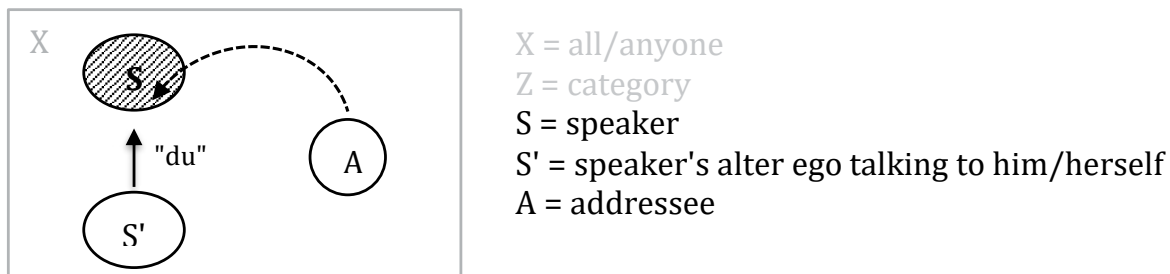 X
S
"du"
A
S'
X = all/anyone
Z = category
S = speaker
S' = speaker's alter ego talking to him/herself
A = addressee